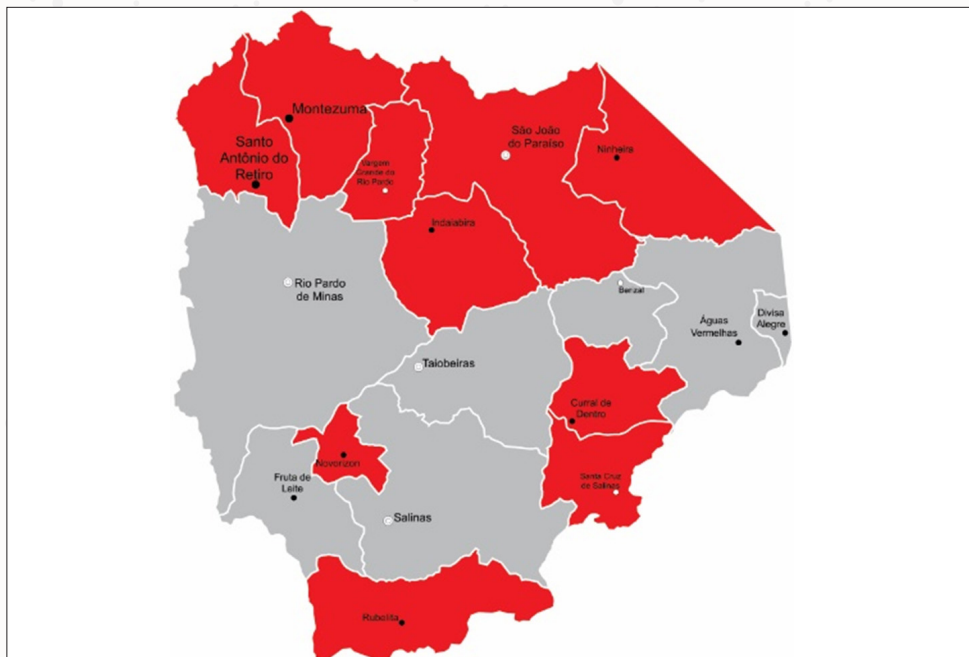 Montezuma
Santo
Antônio do
Retiro
Vargem
Grande do
Rio Pardo
São João
do Paraíso
Ninheira
Indaiabira
Rio Pardo
de Minas
Berizal
Águas
Vermelhas
Divisa
Alegre
Taiobeiras
Curral de
Dentro
Novorizon
Fruta de
Leite
Santa Cruz
de Salinas
Salinas
Rubelita